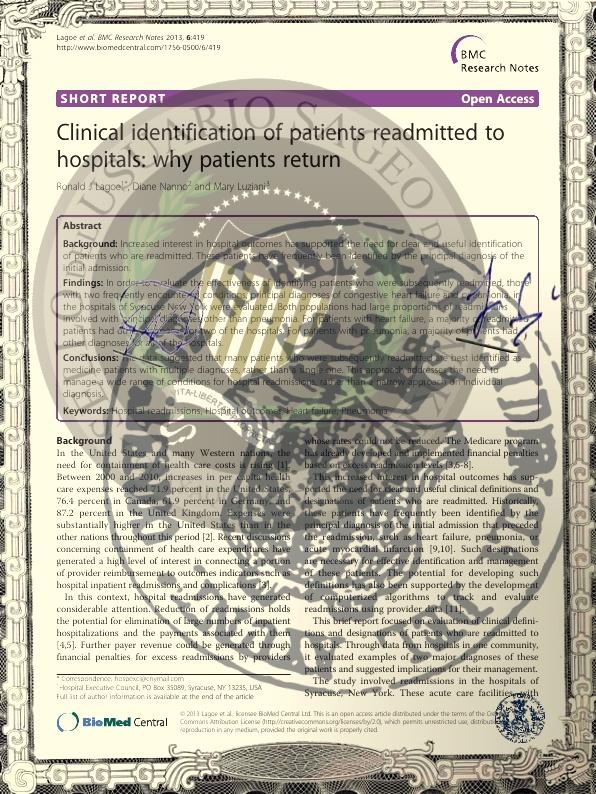 Lagoe et al. BMC Research Notes 2013, 6:419
http://www.biomedcentral.com/1756-0500/6/419
BMC
Research Notes
SHORT REPORT
Open Access
Clinical identification of patients readmitted to
hospitals: why patients return
Ronald J Lagoe1*, Diane Nanno2 and Mary Luziani3
Abstract
Background: Increased interest in hospital outcomes has supported the need for clear and useful identification
of patients who are readmitted. These patients have frequently been identified by the principal diagnosis of the
initial admission.
Findings: In order to evaluate the effectiveness of identifying patients who were subsequently readmitted, those
with two frequently encountered conditions, principal diagnoses of congestive heart failure and pneumonia, in
the hospitals of Syracuse New York were evaluated. Both populations had large proportions of readmissions
involved with principal diagnoses other than pneumonia. For patients with heart failure, a majority of readmitted
patients had two of the hospitals. For patients with pneumonia, a majority of patients had
other diagnoses of the hospitals.
Conclusions: The data suggested that many patients who were subsequently readmitted are best identified as
medicine patients with multiple diagnoses, rather than a single one. This approach addresses the need to
manage a wide range of conditions for hospital readmissions, rather than a narrow approach on individual
diagnosis.
Keywords: Hospital readmissions, Hospital outcomes, Heart failure, Pneumonia
Background
In the United States and many Western nations, the
need for containment of health care costs is rising [1].
Between 2000 and 2010, increases in per capita health
care expenses reached 71.9 percent in the United States,
76.4 percent in Canada, 61.9 percent in Germany, and
87.2 percent in the United Kingdom. Expenses were
substantially higher in the United States than in the
other nations throughout this period [2]. Recent discussions
concerning containment of health care expenditures have
generated a high level of interest in connecting a portion
of provider reimbursement to outcomes indicators such as
hospital inpatient readmissions and complications [3].
In this context, hospital readmissions have generated
considerable attention. Reduction of readmissions holds
the potential for elimination of large numbers of inpatient
hospitalizations and the payments associated with them
[4,5]. Further payer revenue could be generated through
financial penalties for excess readmissions by providers
whose rates could not be reduced. The Medicare program
has already developed and implemented financial penalties
based on excess readmission levels [3,6-8].
This increased interest in hospital outcomes has sup-
ported the need for clear and useful clinical definitions and
designations of patients who are readmitted. Historically,
these patients have frequently been identified by the
principal diagnosis of the initial admission that preceded
the readmission, such as heart failure, pneumonia, or
acute myocardial infarction [9,10]. Such designations
are necessary for effective identification and management
of these patients. The potential for developing such
definitions has also been supported by the development
of computerized algorithms to track and evaluate
readmissions using provider data [11].
This brief report focused on evaluation of clinical defini-
tions and designations of patients who are readmitted to
hospitals. Through data from hospitals in one community,
it evaluated examples of two major diagnoses of these
patients and suggested implications for their management.
The study involved readmissions in the hospitals of
Syracuse, New York. These acute care facilities with
* Correspondence: hospexc@cnymail.com
1Hospital Executive Council, PO Box 35089, Syracuse, NY 13235, USA
Full list of author information is available at the end of the article
BioMed Central
© 2013 Lagoe et al.; licensee BioMed Central Ltd. This is an open access article distributed under the terms of the
Commons Attribution License (http://creativecommons.org/licenses/by/2.0), which permits unrestricted use,
reproduction in any medium, provided the original work is properly cited.